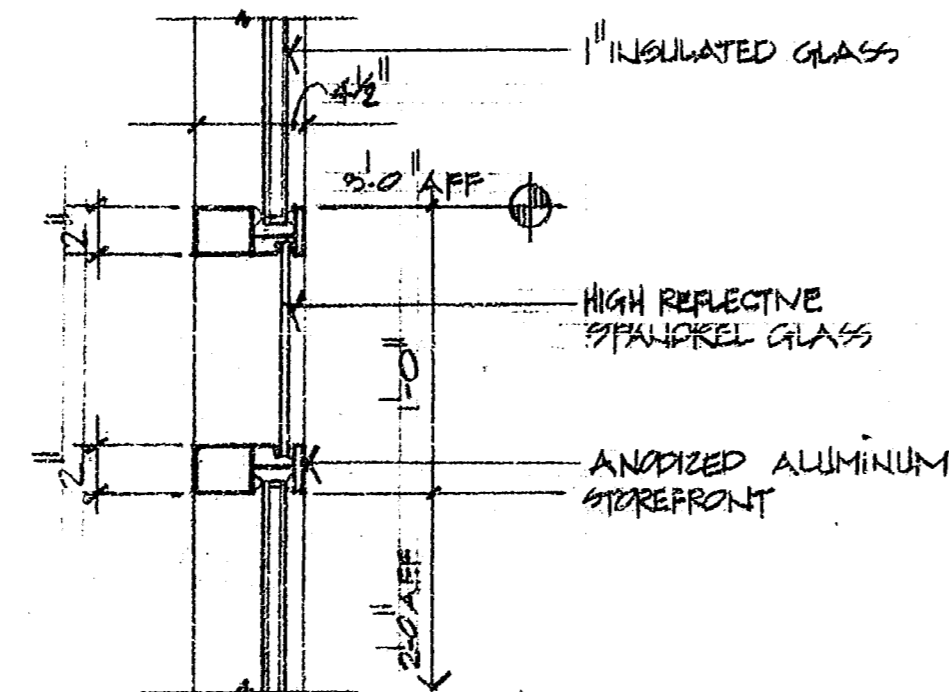 1" INSULATED GLASS
4½"
3'-0" AFF
2"
HIGH REFLECTIVE
SPANDREL GLASS
1'-0"
2"
ANODIZED ALUMINUM
STOREFRONT
2'-0" AFF